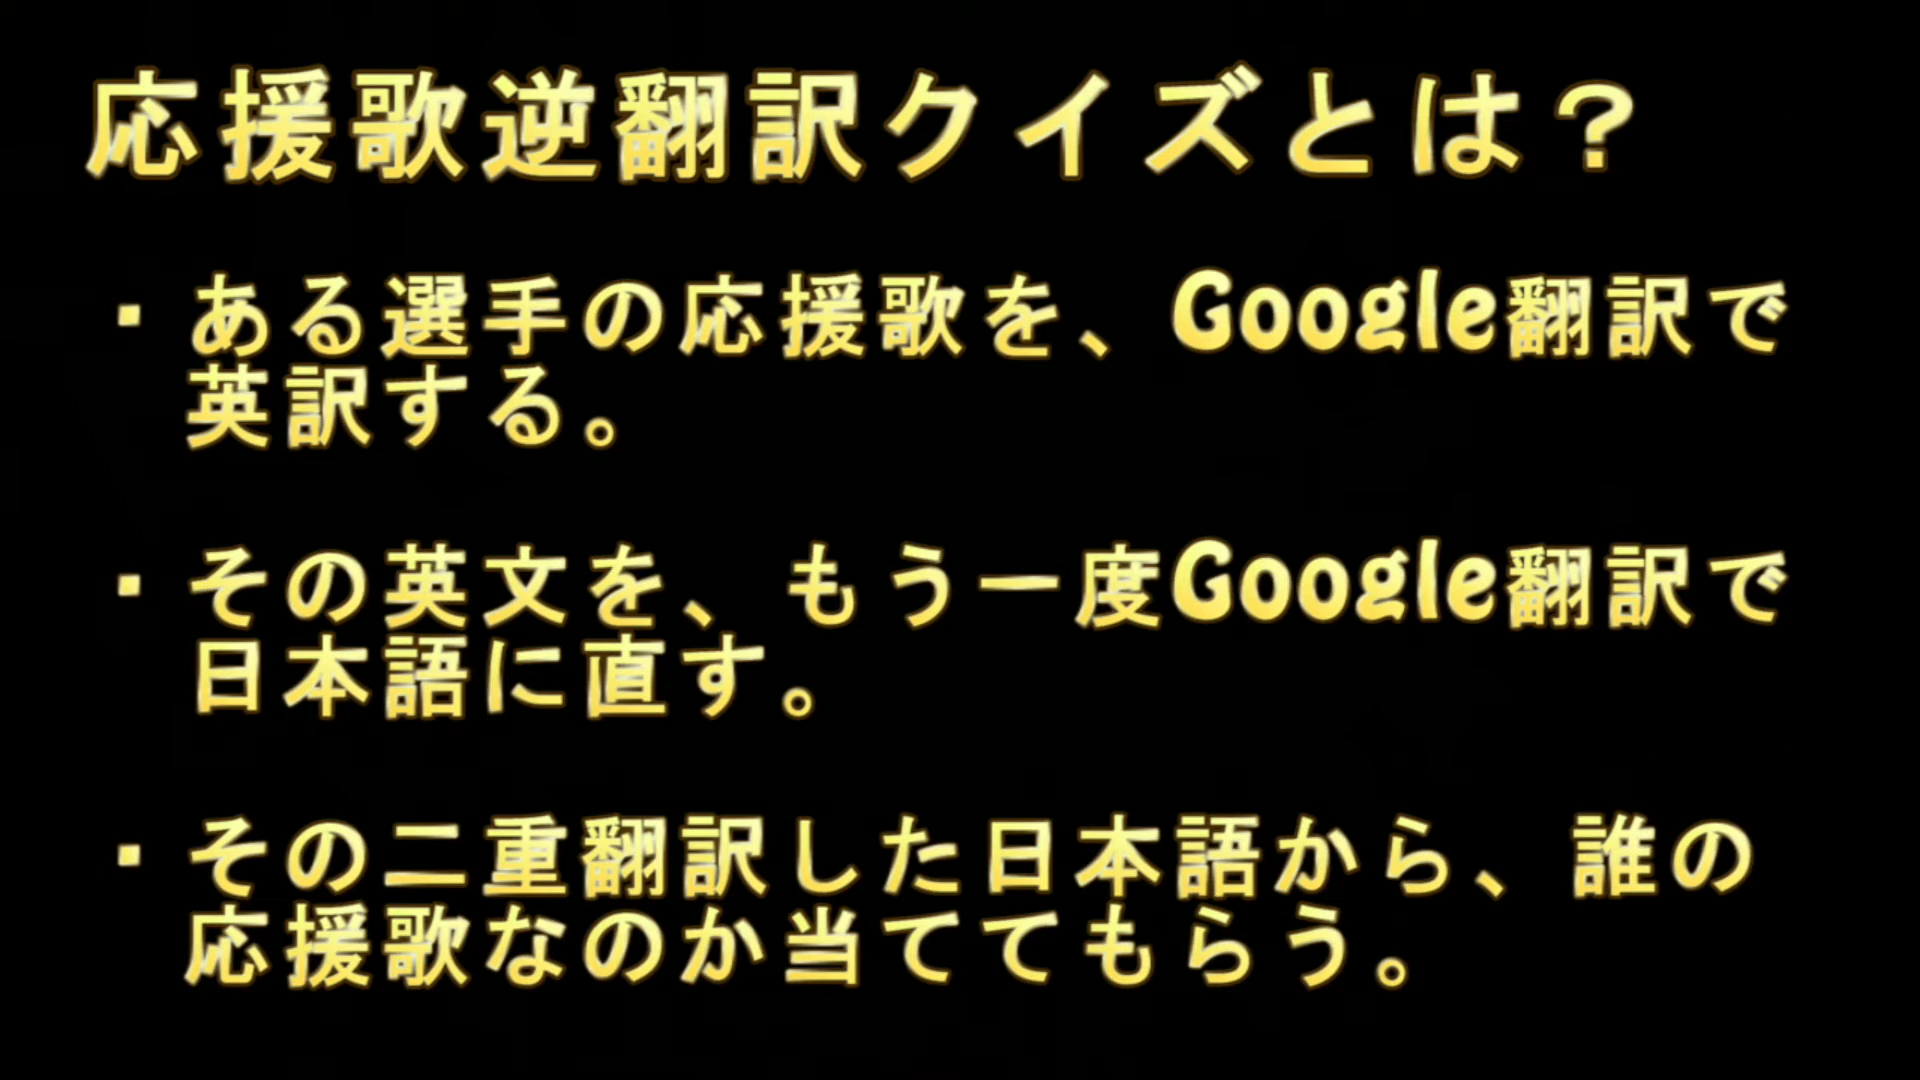 応援歌逆翻訳クイズとは？
・ある選手の応援歌を、Google翻訳で
英訳する。
・その英文を、もう一度Google翻訳で
日本語に直す。
・その二重翻訳した日本語から、誰の
応援歌なのか当ててもらう。